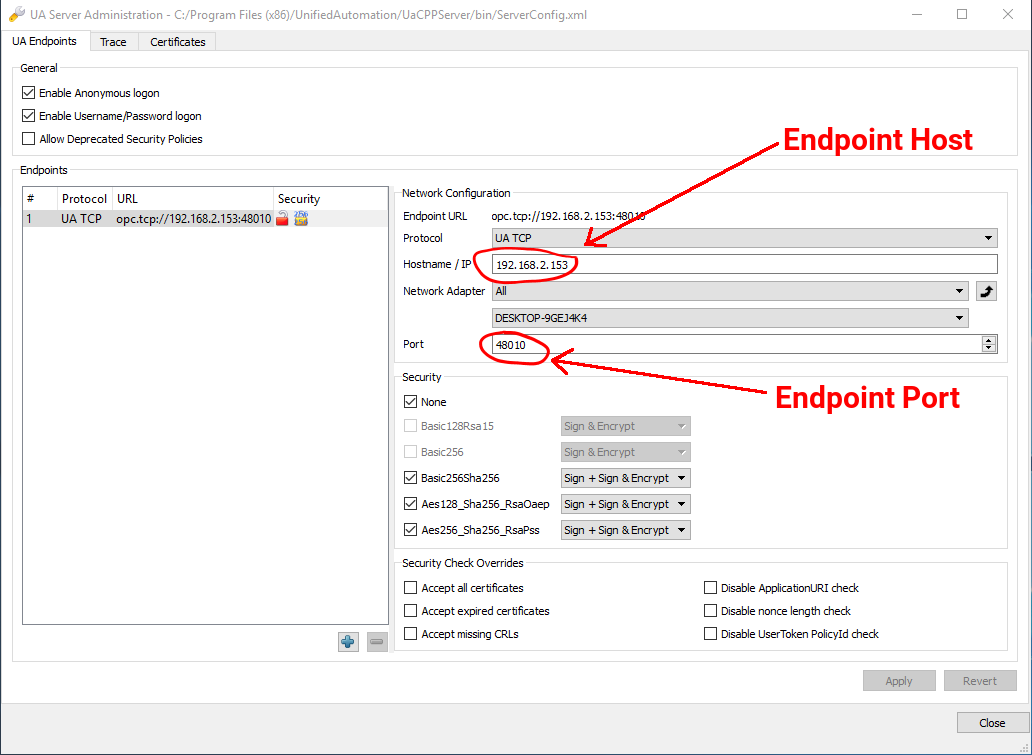 UA Server Administration - C:/Program Files (x86)/UnifiedAutomation/UaCPPServer/bin/ServerConfig.xml
UA Endpoints Trace Certificates
General
Enable Anonymous logon
Enable Username/Password logon
Allow Deprecated Security Policies
Endpoint Host
Endpoints
# Protocol URL Security
1 UA TCP opc.tcp://192.168.2.153:48010
Network Configuration
Endpoint URL opc.tcp://192.168.2.153:48010
Protocol UA TCP
Hostname / IP 192.168.2.153
Network Adapter All
DESKTOP-9GEJ4K4
Port 48010
Endpoint Port
Security
None
Basic128Rsa15 Sign & Encrypt
Basic256 Sign & Encrypt
Basic256Sha256 Sign + Sign & Encrypt
Aes128_Sha256_RsaOaep Sign + Sign & Encrypt
Aes256_Sha256_RsaPss Sign + Sign & Encrypt
Security Check Overrides
Accept all certificates Disable ApplicationURI check
Accept expired certificates Disable nonce length check
Accept missing CRLs Disable UserToken PolicyId check
Apply Revert
Close